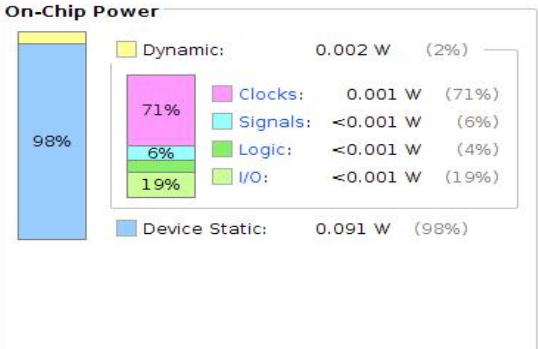 On-Chip Power
Dynamic: 0.002 W (2%)
98%
71%
6%
19%
Clocks: 0.001 W (71%)
Signals: <0.001 W (6%)
Logic: <0.001 W (4%)
I/O: <0.001 W (19%)
Device Static: 0.091 W (98%)